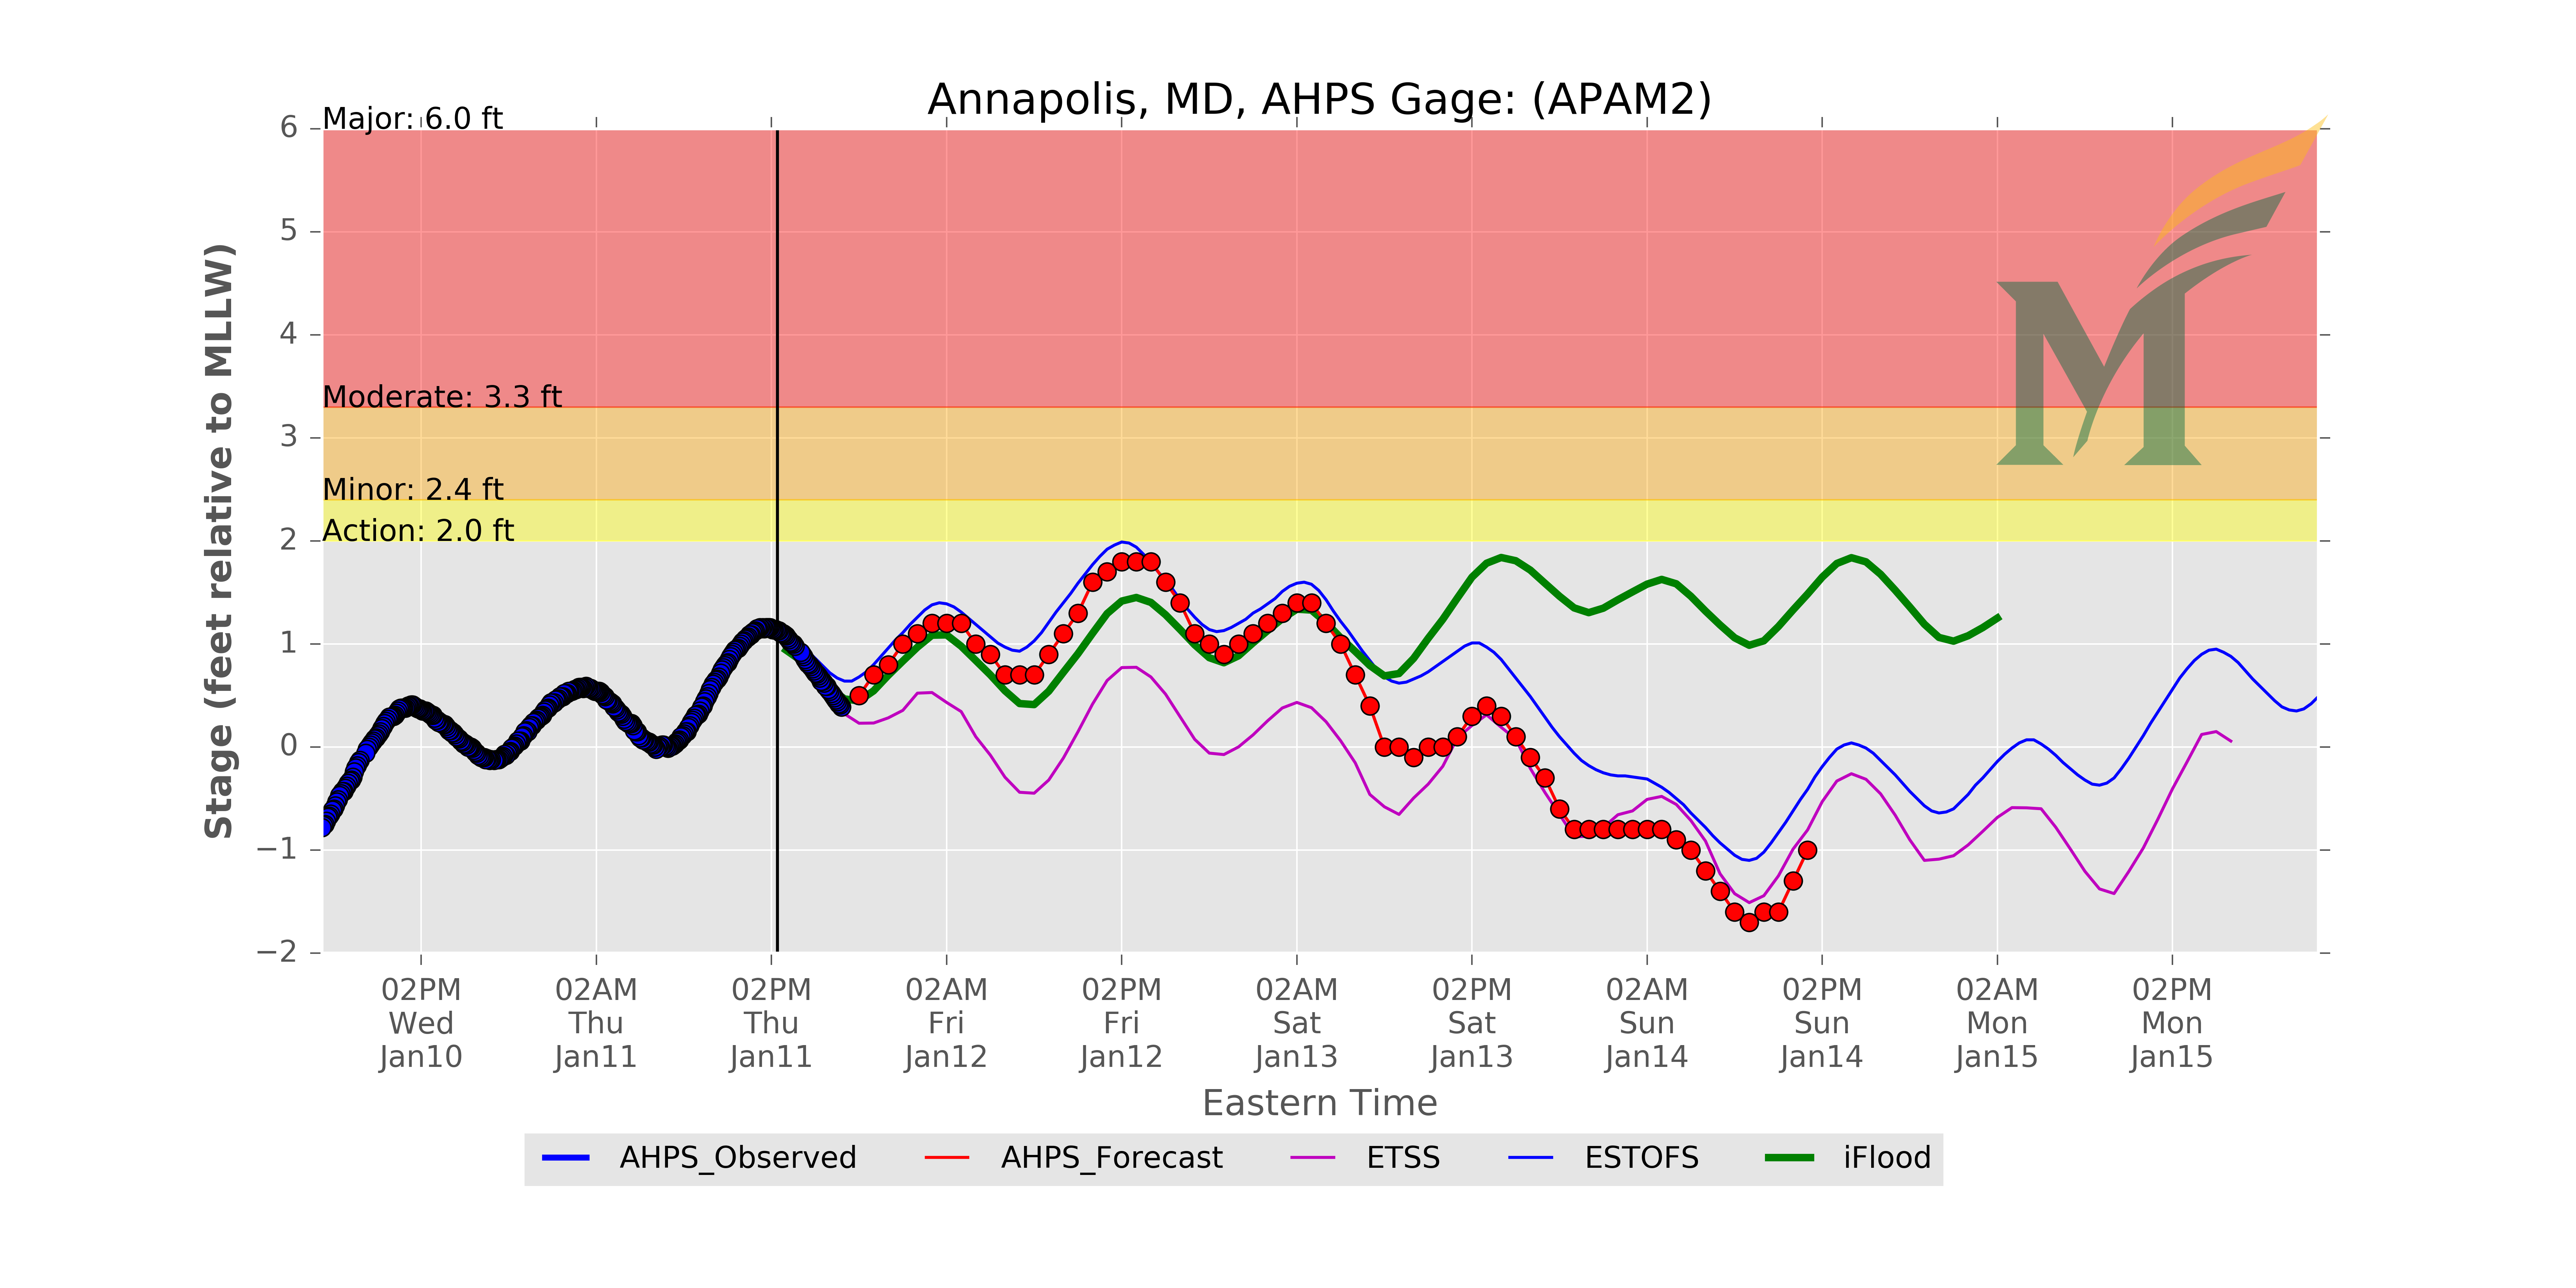 Annapolis, MD, AHPS Gage: (APAM2)
Major: 6.0 ft
Moderate: 3.3 ft
Minor: 2.4 ft
Action: 2.0 ft
Stage (feet relative to MLLW)
6
5
4
3
2
1
0
−1
−2
02PM 02AM 02PM 02AM 02PM 02AM 02PM 02AM 02PM 02AM 02PM
Wed Thu Thu Fri Fri Sat Sat Sun Sun Mon Mon
Jan10 Jan11 Jan11 Jan12 Jan12 Jan13 Jan13 Jan14 Jan14 Jan15 Jan15
Eastern Time
AHPS_Observed AHPS_Forecast ETSS ESTOFS iFlood